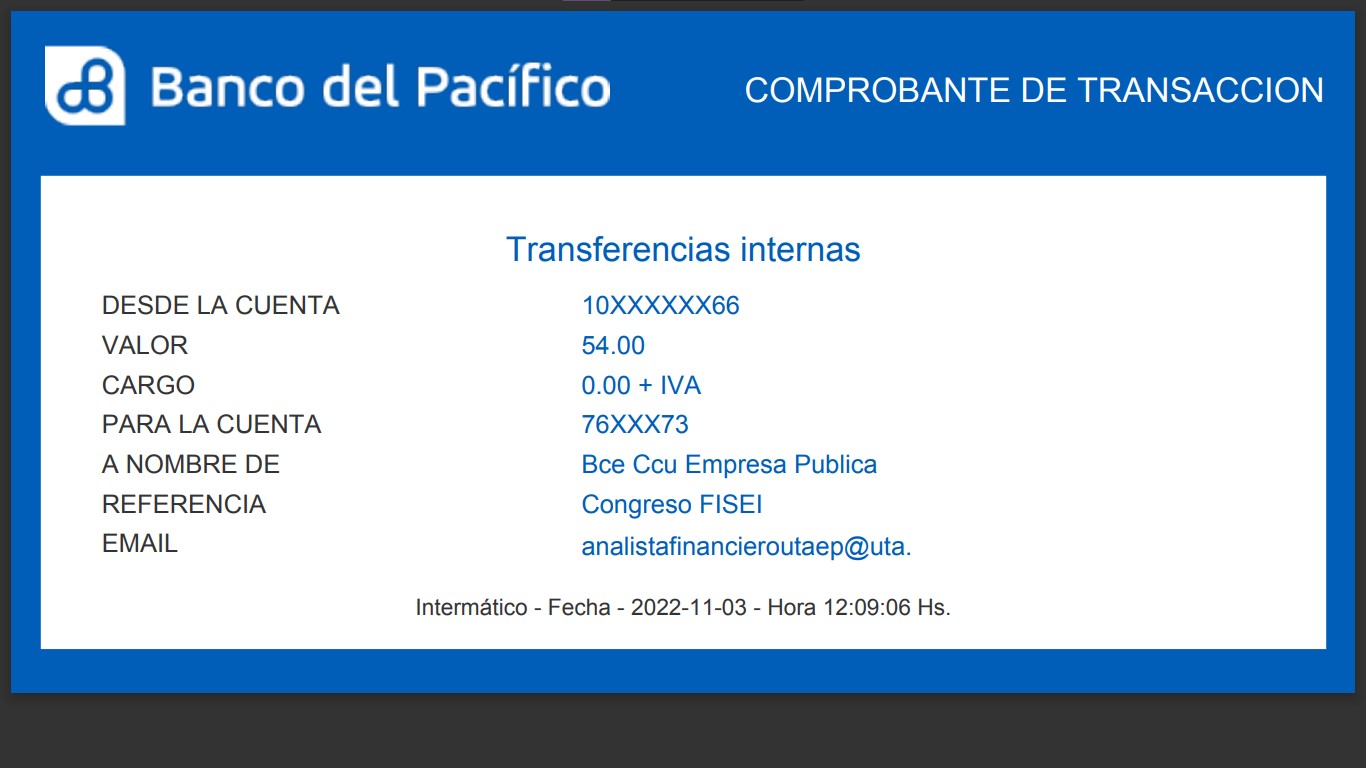 Banco del Pacífico
COMPROBANTE DE TRANSACCION
Transferencias internas
DESDE LA CUENTA 10XXXXXX66
VALOR 54.00
CARGO 0.00 + IVA
PARA LA CUENTA 76XXX73
A NOMBRE DE Bce Ccu Empresa Publica
REFERENCIA Congreso FISEI
EMAIL analistafinancieroutaep@uta.
Intermático - Fecha - 2022-11-03 - Hora 12:09:06 Hs.